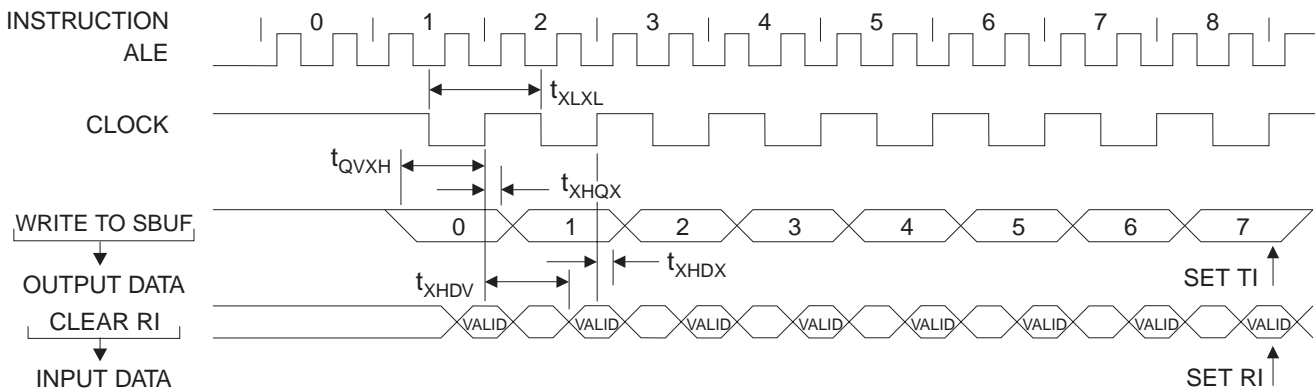 INSTRUCTION 0 1 2 3 4 5 6 7 8
ALE
tXLXL
CLOCK
tQVXH
tXHQX
WRITE TO SBUF 0 1 2 3 4 5 6 7
OUTPUT DATA
tXHDV
tXHDX
SET TI
CLEAR RI VALID VALID VALID VALID VALID VALID VALID VALID
INPUT DATA
SET RI